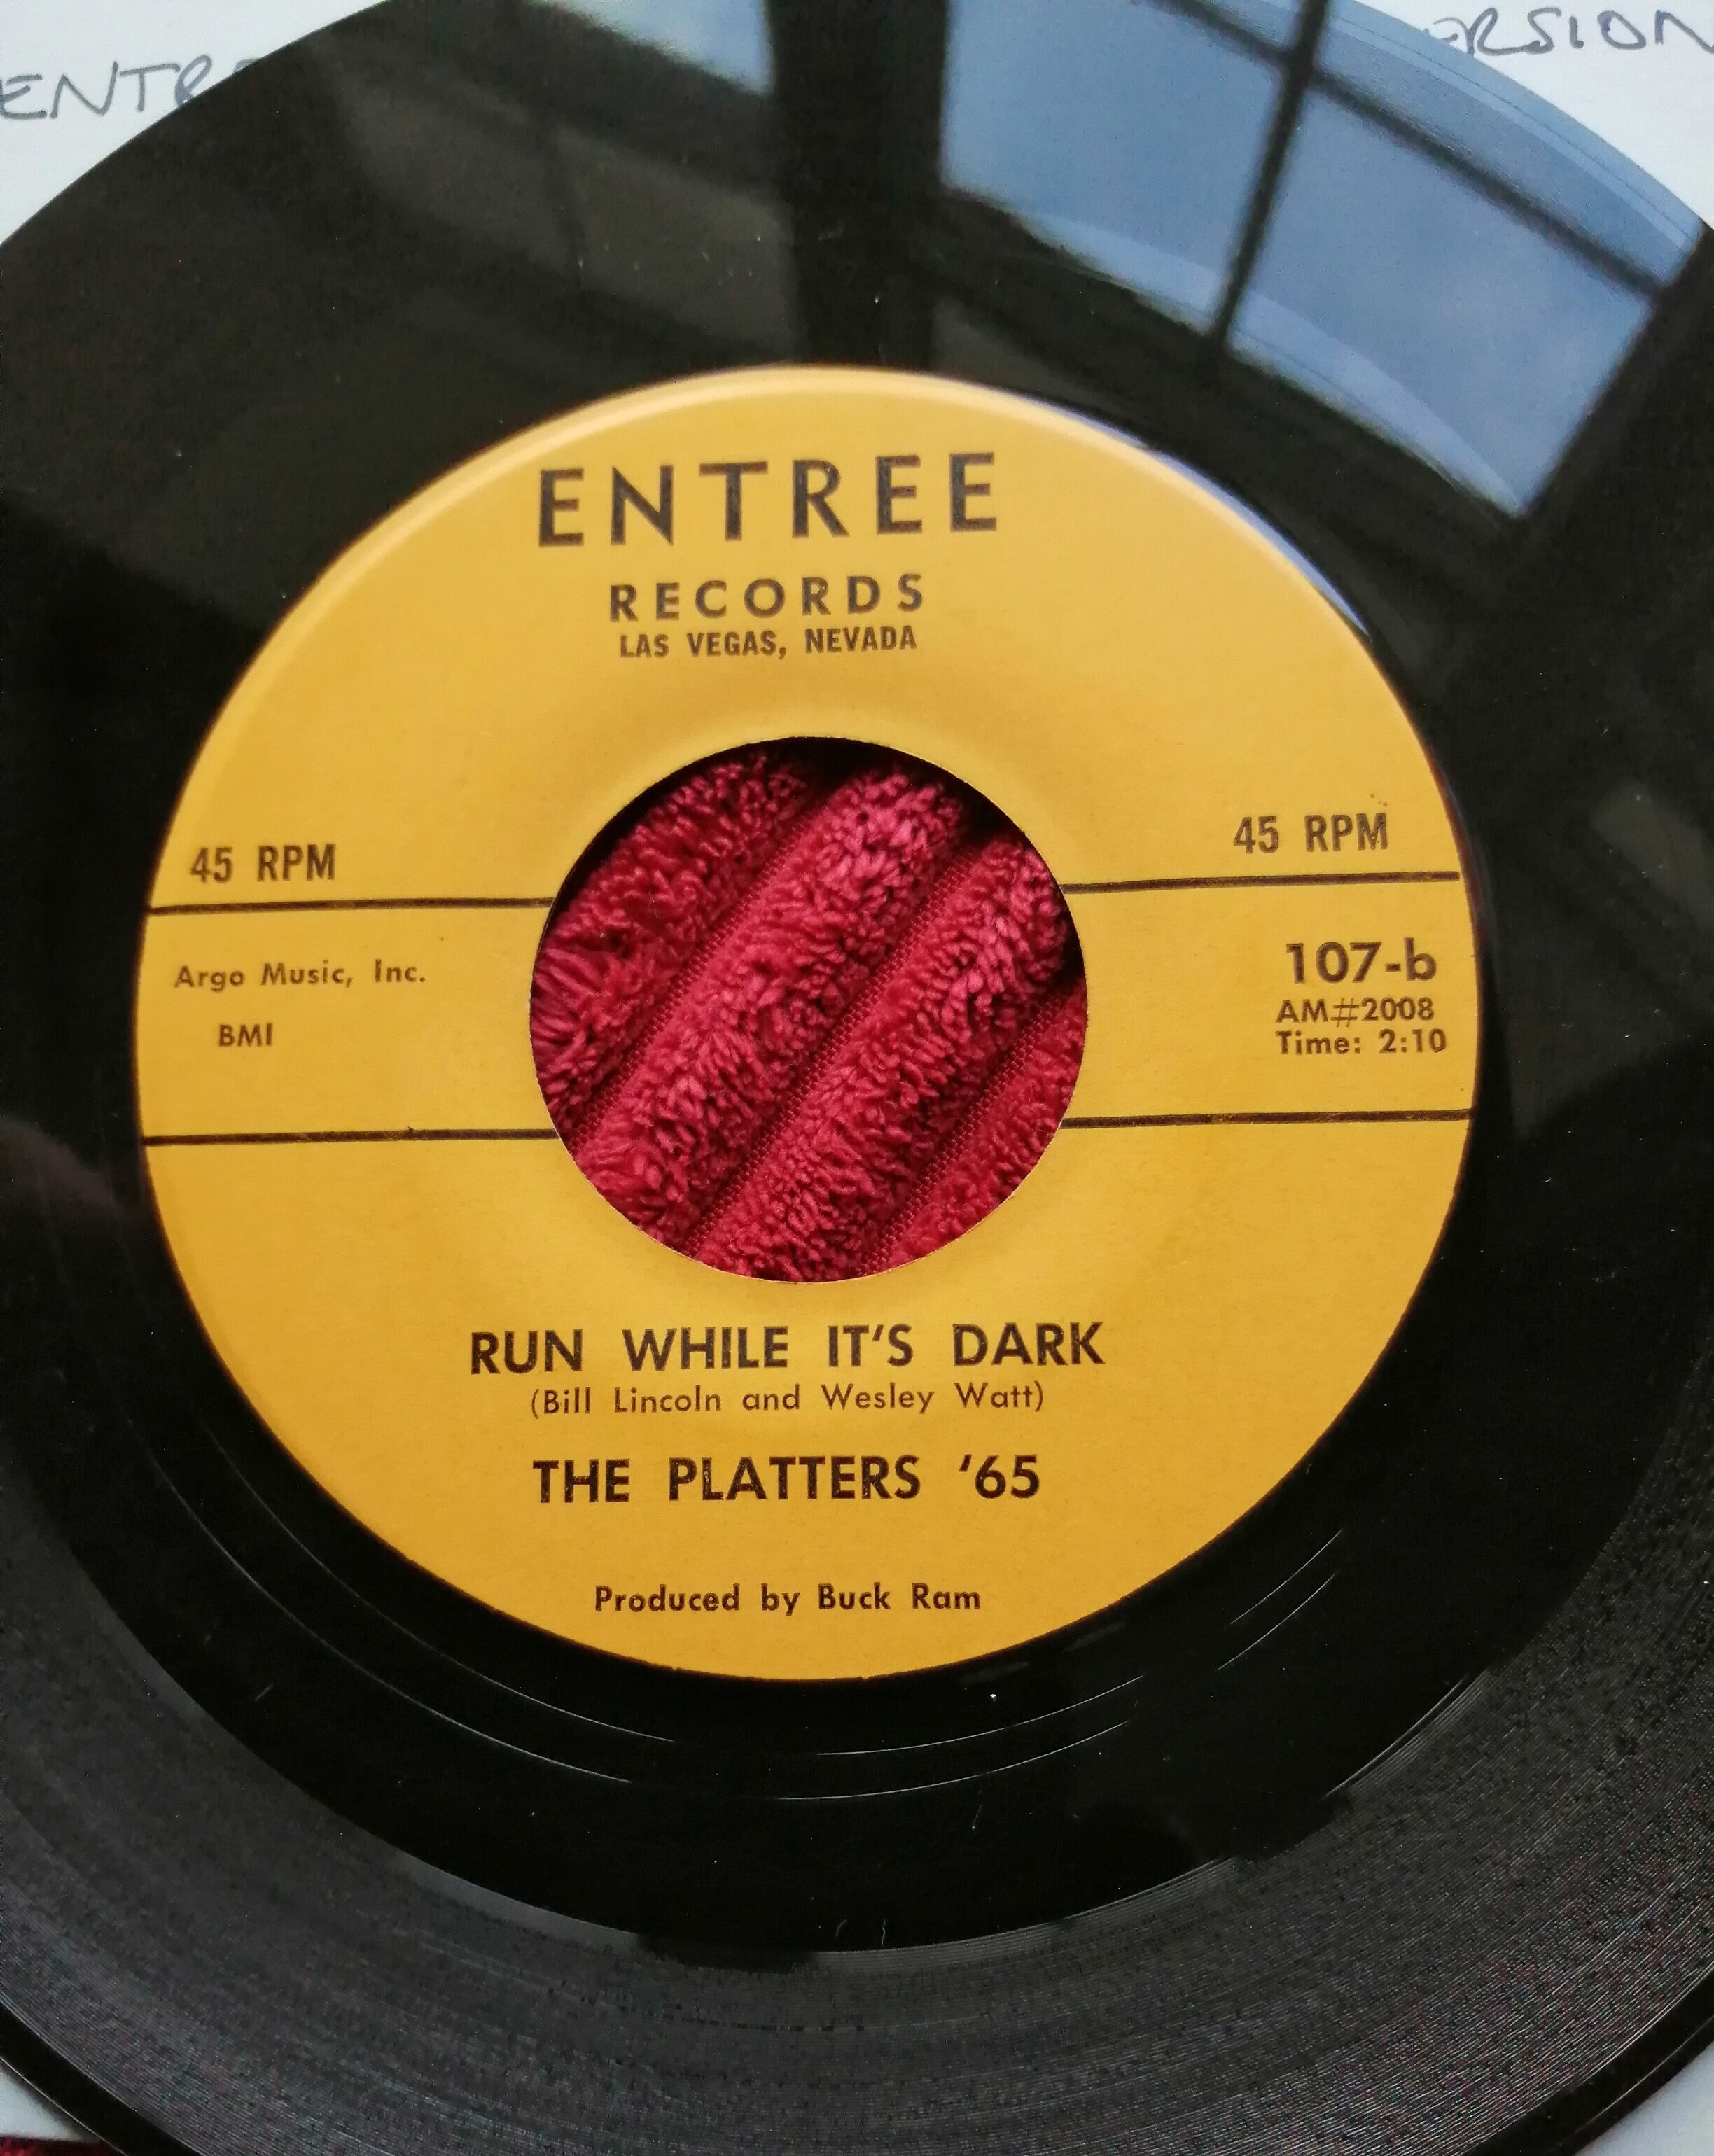 ENTREE
RECORDS
LAS VEGAS, NEVADA
45 RPM
45 RPM
Argo Music, Inc.
BMI
107-b
AM#2008
Time: 2:10
RUN WHILE IT'S DARK
(Bill Lincoln and Wesley Watt)
THE PLATTERS '65
Produced by Buck Ram